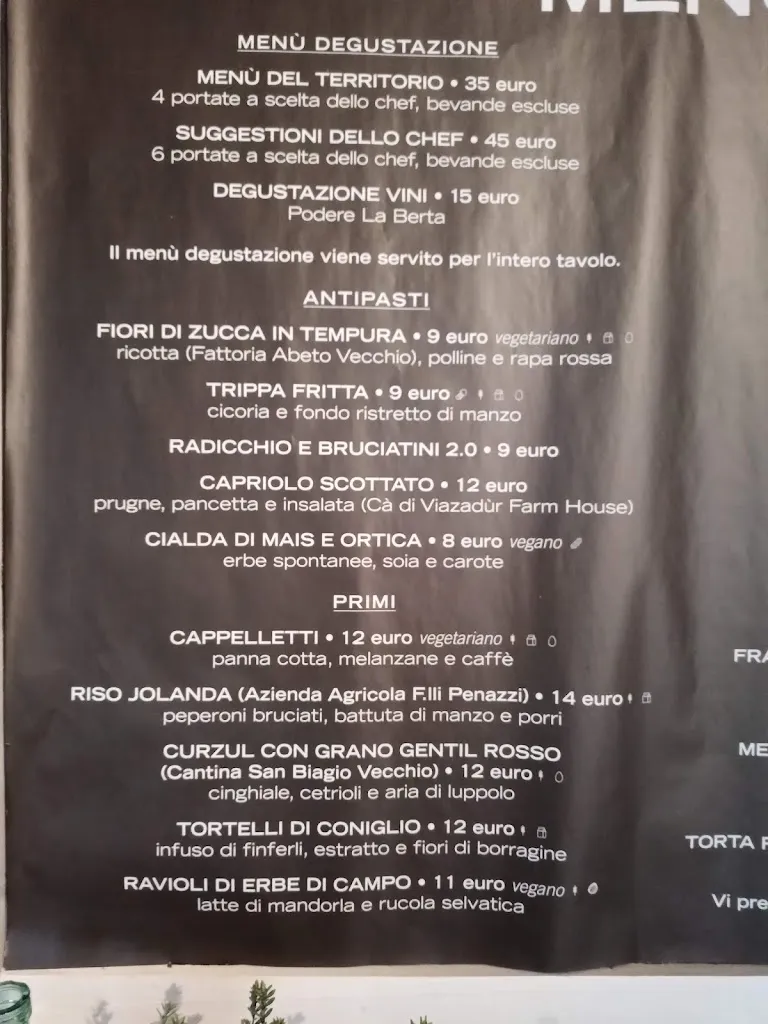 MENÙ DEGUSTAZIONE
MENÙ DEL TERRITORIO • 35 euro
4 portate a scelta dello chef, bevande escluse
SUGGESTIONI DELLO CHEF • 45 euro
6 portate a scelta dello chef, bevande escluse
DEGUSTAZIONE VINI • 15 euro
Podere La Berta
Il menù degustazione viene servito per l'intero tavolo.
ANTIPASTI
FIORI DI ZUCCA IN TEMPURA • 9 euro vegetariano
ricotta (Fattoria Abeto Vecchio), polline e rapa rossa
TRIPPA FRITTA • 9 euro
cicoria e fondo ristretto di manzo
RADICCHIO E BRUCIATINI 2.0 • 9 euro
CAPRIOLO SCOTTATO • 12 euro
prugne, pancetta e insalata (Cà di Viazadùr Farm House)
CIALDA DI MAIS E ORTICA • 8 euro vegano
erbe spontanee, soia e carote
PRIMI
CAPPELLETTI • 12 euro vegetariano
panna cotta, melanzane e caffè
RISO JOLANDA (Azienda Agricola F.lli Penazzi) • 14 euro
peperoni bruciati, battuta di manzo e porri
CURZUL CON GRANO GENTIL ROSSO
(Cantina San Biagio Vecchio) • 12 euro
cinghiale, cetrioli e aria di luppolo
TORTELLI DI CONIGLIO • 12 euro
infuso di finferli, estratto e fiori di borragine
RAVIOLI DI ERBE DI CAMPO • 11 euro vegano
latte di mandorla e rucola selvatica
FRA
ME
TORTA
Vi pre